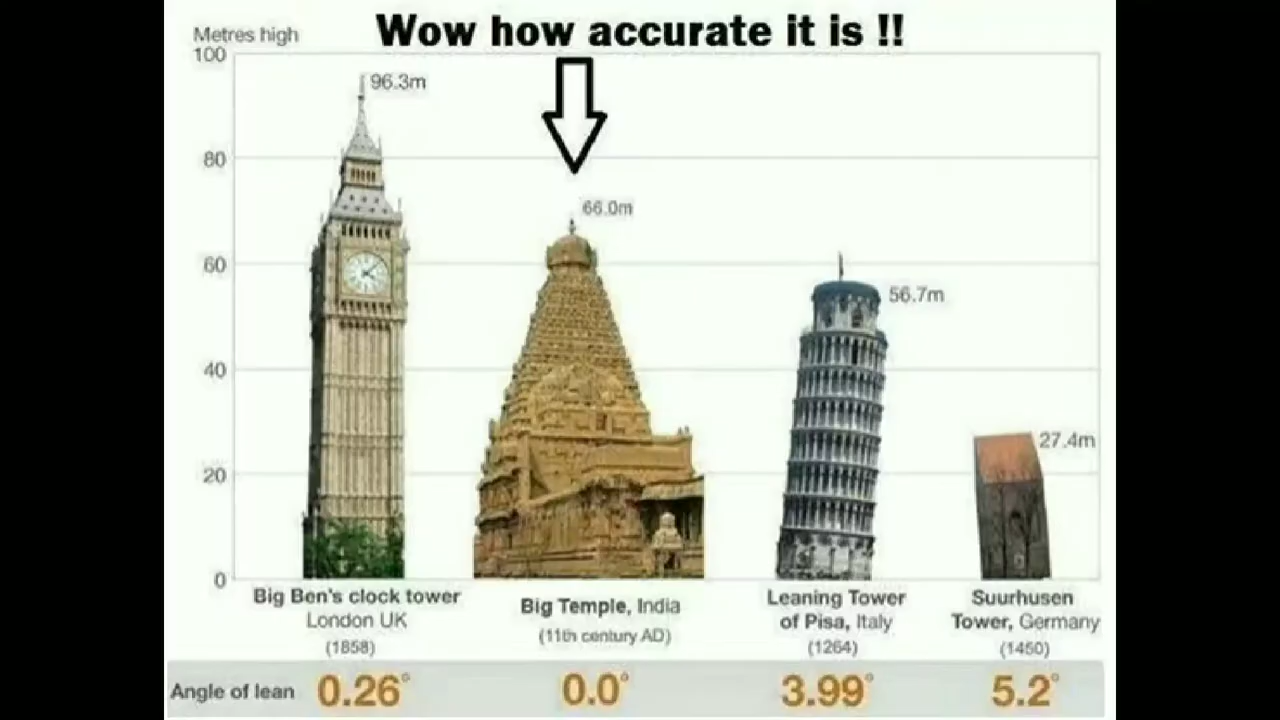 Wow how accurate it is !!
Metres high
100
80
60
40
20
0
96.3m
66.0m
56.7m
27.4m
Big Ben's clock tower
London UK
(1858)
Big Temple, India
(11th century AD)
Leaning Tower
of Pisa, Italy
(1264)
Suurhusen
Tower, Germany
(1450)
Angle of lean 0.26° 0.0° 3.99° 5.2°